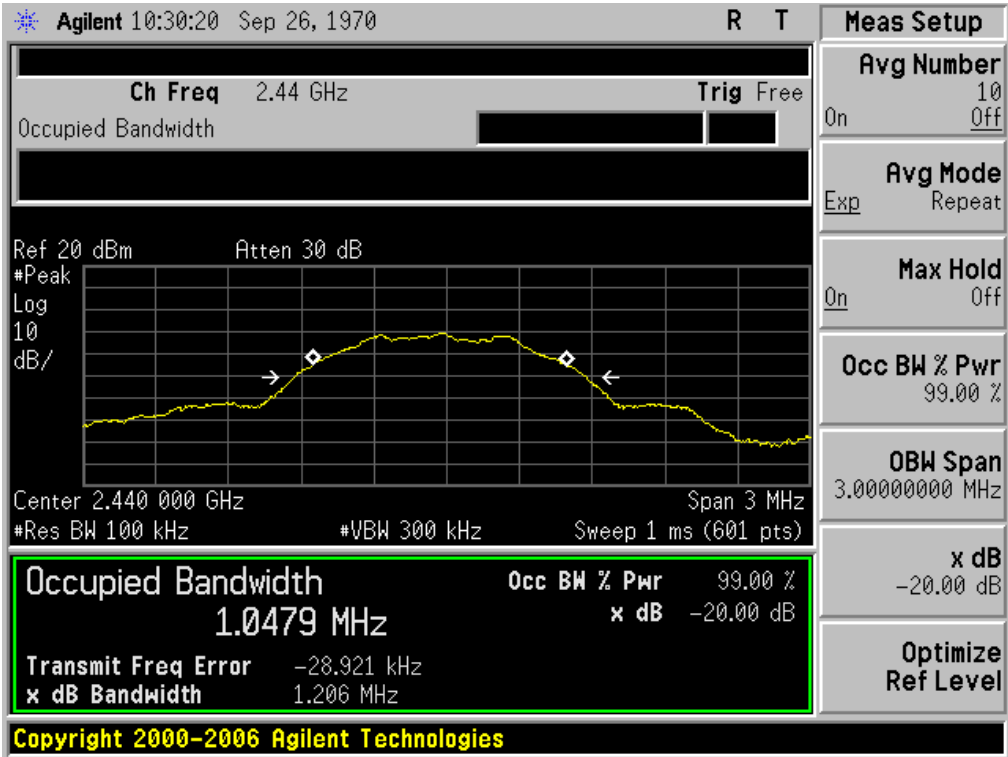 Agilent 10:30:20 Sep 26, 1970 R T
Ch Freq 2.44 GHz Trig Free
Occupied Bandwidth
Ref 20 dBm Atten 30 dB
#Peak
Log
10
dB/
Center 2.440 000 GHz Span 3 MHz
#Res BW 100 kHz #VBW 300 kHz Sweep 1 ms (601 pts)
Occupied Bandwidth Occ BW % Pwr 99.00 %
1.0479 MHz x dB -20.00 dB
Transmit Freq Error -28.921 kHz
x dB Bandwidth 1.206 MHz
Copyright 2000-2006 Agilent Technologies
Meas Setup
Avg Number
10
On Off
Avg Mode
Exp Repeat
Max Hold
On Off
Occ BW % Pwr
99.00 %
OBW Span
3.00000000 MHz
x dB
-20.00 dB
Optimize
Ref Level